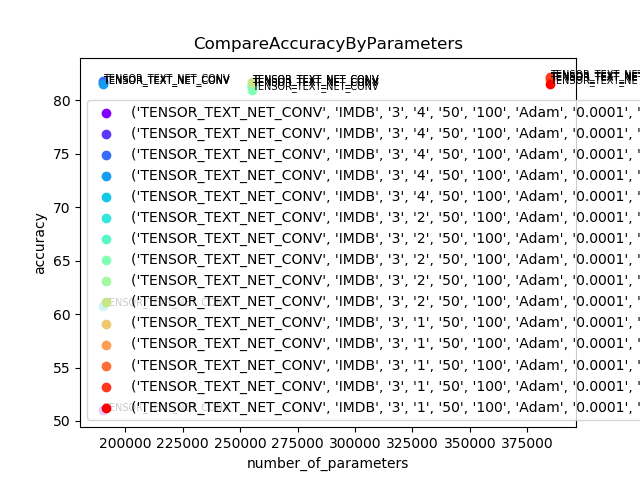 CompareAccuracyByParameters
TENSOR_TEXT_NET_CONV
TENSOR_TEXT_NET_CONV
TENSOR_TEXT_NET_CONV
TENSOR_TEXT_NE
80
75
70
65
60
55
50
accuracy
('TENSOR_TEXT_NET_CONV', 'IMDB', '3', '4', '50', '100', 'Adam', '0.0001', '
('TENSOR_TEXT_NET_CONV', 'IMDB', '3', '4', '50', '100', 'Adam', '0.0001', '
('TENSOR_TEXT_NET_CONV', 'IMDB', '3', '4', '50', '100', 'Adam', '0.0001', '
('TENSOR_TEXT_NET_CONV', 'IMDB', '3', '4', '50', '100', 'Adam', '0.0001', '
('TENSOR_TEXT_NET_CONV', 'IMDB', '3', '4', '50', '100', 'Adam', '0.0001', '
('TENSOR_TEXT_NET_CONV', 'IMDB', '3', '2', '50', '100', 'Adam', '0.0001', '
('TENSOR_TEXT_NET_CONV', 'IMDB', '3', '2', '50', '100', 'Adam', '0.0001', '
('TENSOR_TEXT_NET_CONV', 'IMDB', '3', '2', '50', '100', 'Adam', '0.0001', '
('TENSOR_TEXT_NET_CONV', 'IMDB', '3', '2', '50', '100', 'Adam', '0.0001', '
('TENSOR_TEXT_NET_CONV', 'IMDB', '3', '2', '50', '100', 'Adam', '0.0001', '
('TENSOR_TEXT_NET_CONV', 'IMDB', '3', '1', '50', '100', 'Adam', '0.0001', '
('TENSOR_TEXT_NET_CONV', 'IMDB', '3', '1', '50', '100', 'Adam', '0.0001', '
('TENSOR_TEXT_NET_CONV', 'IMDB', '3', '1', '50', '100', 'Adam', '0.0001', '
('TENSOR_TEXT_NET_CONV', 'IMDB', '3', '1', '50', '100', 'Adam', '0.0001', '
('TENSOR_TEXT_NET_CONV', 'IMDB', '3', '1', '50', '100', 'Adam', '0.0001', '
200000 225000 250000 275000 300000 325000 350000 375000
number_of_parameters